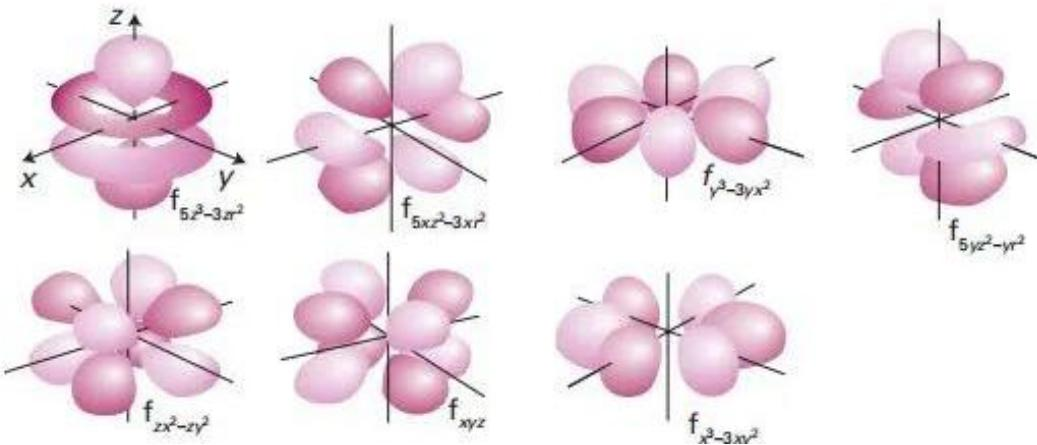 z
x
y
f5z³−3zr²
f5xz²−3xr²
fy³−3yx²
f5yz²−yr²
fzx²−zy²
fxyz
fx³−3xy²